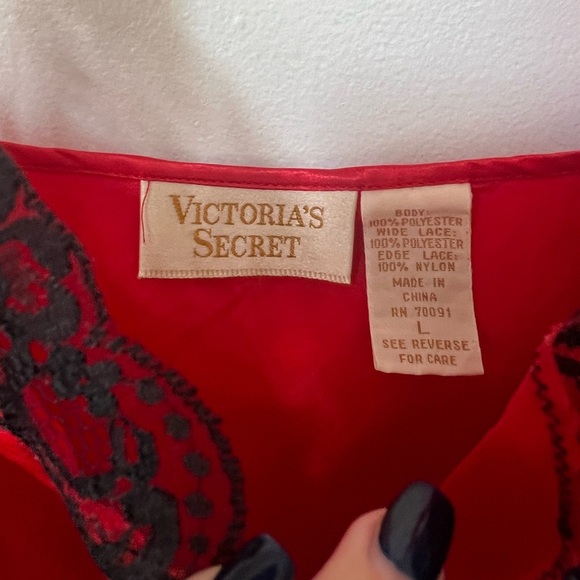 VICTORIA'S
SECRET
BODY:
100% POLYESTER
WIDE LACE:
100% POLYESTER
EDGE LACE:
100% NYLON
MADE IN
CHINA
RN 70091
L
SEE REVERSE
FOR CARE